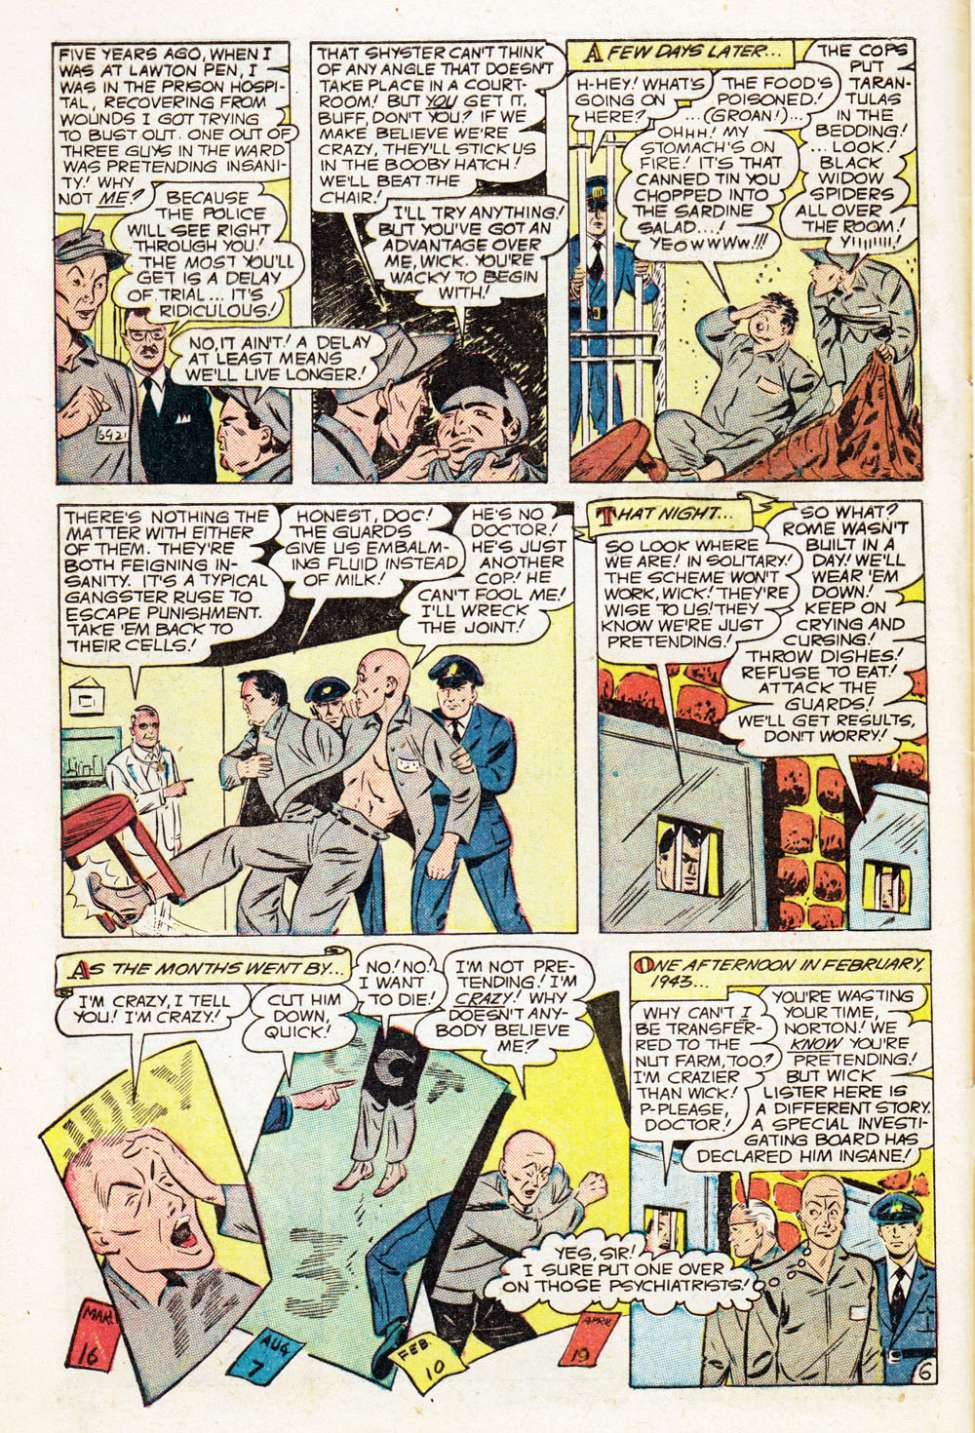 FIVE YEARS AGO, WHEN I
WAS AT LAWTON PEN, I
WAS IN THE PRISON HOSPI-
TAL, RECOVERING FROM
WOUNDS I GOT TRYING
TO BUST OUT. ONE OUT OF
THREE GUYS IN THE WARD
WAS PRETENDING INSANI-
TY! WHY
NOT ME?
BECAUSE
THE POLICE
WILL SEE RIGHT
THROUGH YOU!
THE MOST YOU'LL
GET IS A DELAY
OF TRIAL... IT'S
RIDICULOUS!
NO, IT AIN'T! A DELAY
AT LEAST MEANS
WE'LL LIVE LONGER!
5921
THAT SHYSTER CAN'T THINK
OF ANY ANGLE THAT DOESN'T
TAKE PLACE IN A COURT-
ROOM! BUT YOU GET IT,
BUFF, DON'T YOU? IF WE
MAKE BELIEVE WE'RE
CRAZY, THEY'LL STICK US
IN THE BOOBY HATCH!
WE'LL BEAT THE
CHAIR!
I'LL TRY ANYTHING!
BUT YOU'VE GOT AN
ADVANTAGE OVER
ME, WICK. YOU'RE
WACKY TO BEGIN
WITH!
A FEW DAYS LATER...
H-HEY! WHAT'S
GOING ON
HERE?
THE FOOD'S
POISONED!
...(GROAN!)...
OHHH! MY
STOMACH'S ON
FIRE! IT'S THAT
CANNED TIN YOU
CHOPPED INTO
THE SARDINE
SALAD...!
YEOWWWW!!!
THE COPS
PUT
TARAN-
TULAS
IN THE
BEDDING!
...LOOK!
BLACK
WIDOW
SPIDERS
ALL OVER
THE ROOM!
YIIIIIII!
THERE'S NOTHING THE
MATTER WITH EITHER
OF THEM. THEY'RE
BOTH FEIGNING IN-
SANITY. IT'S A TYPICAL
GANGSTER RUSE TO
ESCAPE PUNISHMENT.
TAKE 'EM BACK TO
THEIR CELLS!
HONEST, DOC!
THE GUARDS
GIVE US EMBALM-
ING FLUID INSTEAD
OF MILK!
HE'S NO
DOCTOR!
HE'S JUST
ANOTHER
COP! HE
CAN'T FOOL ME!
I'LL WRECK
THE JOINT!
THAT NIGHT...
SO LOOK WHERE
WE ARE! IN SOLITARY!
THE SCHEME WON'T
WORK, WICK! THEY'RE
WISE TO US! THEY
KNOW WE'RE JUST
PRETENDING!
SO WHAT?
ROME WASN'T
BUILT IN A
DAY! WE'LL
WEAR 'EM
DOWN!
KEEP ON
CRYING AND
CURSING!
THROW DISHES!
REFUSE TO EAT!
ATTACK THE
GUARDS!
WE'LL GET RESULTS,
DON'T WORRY!
AS THE MONTHS WENT BY...
I'M CRAZY, I TELL
YOU! I'M CRAZY!
CUT HIM
DOWN,
QUICK!
NO! NO!
I WANT
TO DIE!
I'M NOT PRE-
TENDING! I'M
CRAZY! WHY
DOESN'T ANY-
BODY BELIEVE
ME?
JULY
3
MAR.
16
AUG
7
FEB.
10
APRIL
19
ONE AFTERNOON IN FEBRUARY,
1943...
WHY CAN'T I
BE TRANSFER-
RED TO THE
NUT FARM, TOO?
I'M CRAZIER
THAN WICK!
P-PLEASE,
DOCTOR!
YOU'RE WASTING
YOUR TIME,
NORTON! WE
KNOW YOU'RE
PRETENDING!
BUT WICK
LISTER HERE IS
A DIFFERENT STORY.
A SPECIAL INVESTI-
GATING BOARD HAS
DECLARED HIM INSANE!
YES, SIR!
I SURE PUT ONE OVER
ON THOSE PSYCHIATRISTS!
6